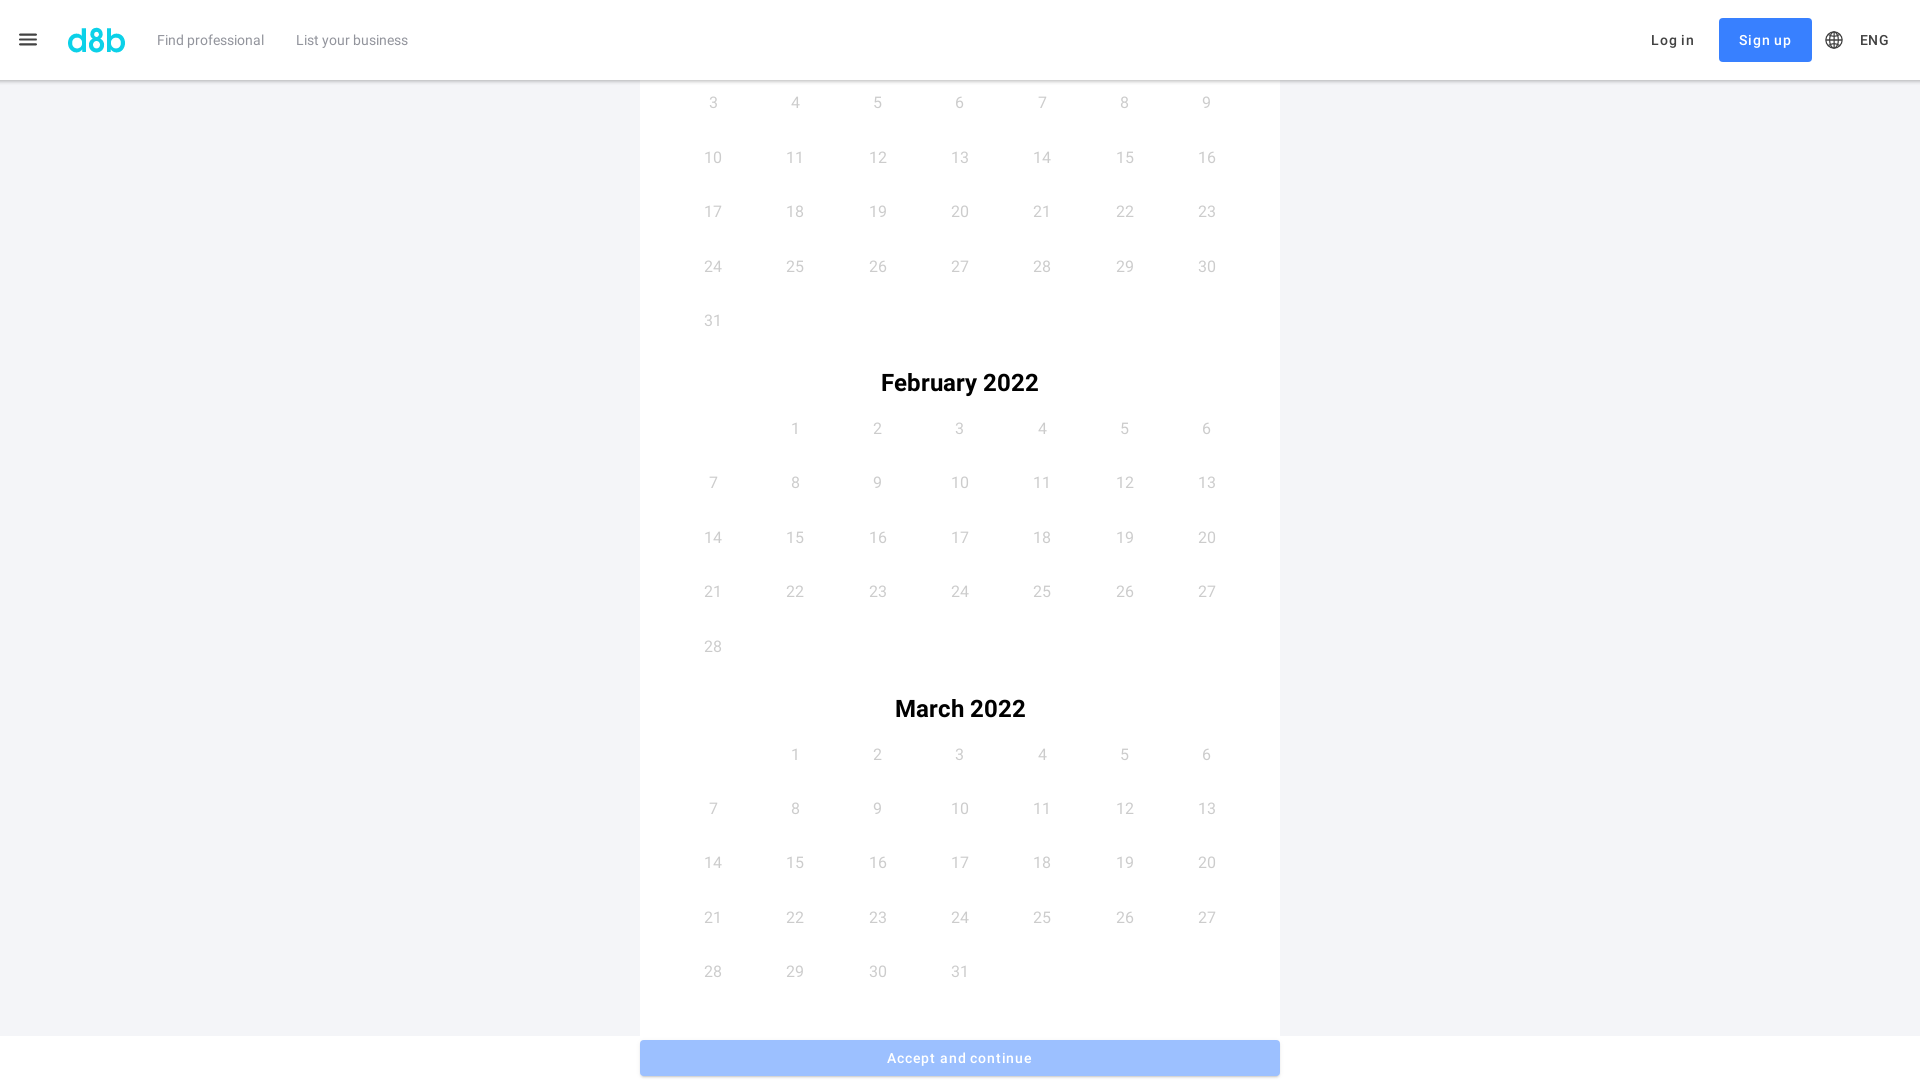 d8b Find professional List your business Log in Sign up ENG
3 4 5 6 7 8 9
10 11 12 13 14 15 16
17 18 19 20 21 22 23
24 25 26 27 28 29 30
31
February 2022
1 2 3 4 5 6
7 8 9 10 11 12 13
14 15 16 17 18 19 20
21 22 23 24 25 26 27
28
March 2022
1 2 3 4 5 6
7 8 9 10 11 12 13
14 15 16 17 18 19 20
21 22 23 24 25 26 27
28 29 30 31
Accept and continue